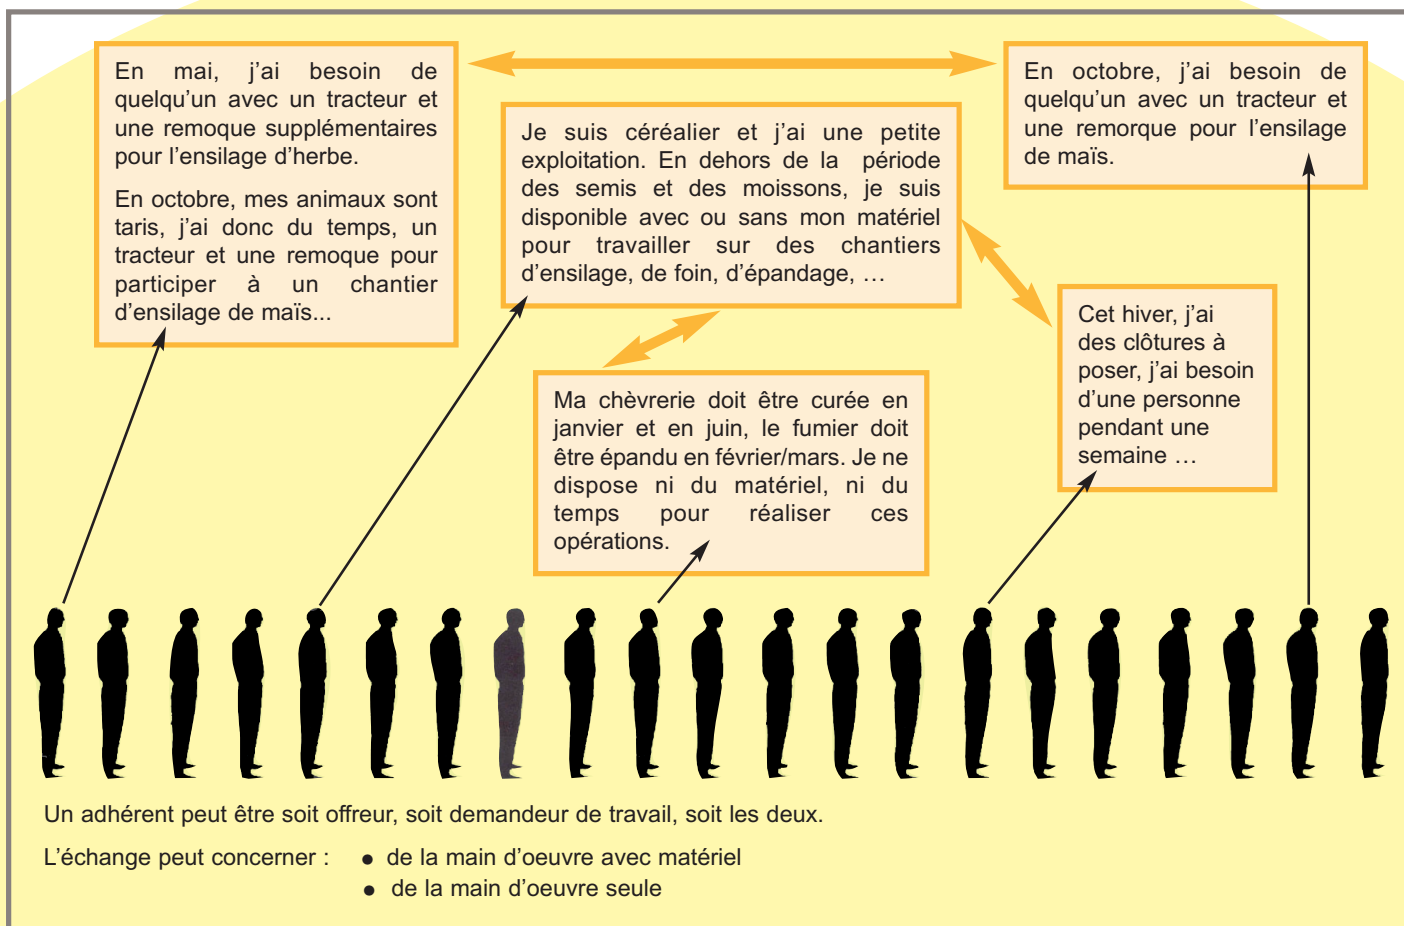 En mai, j'ai besoin de
quelqu'un avec un tracteur et
une remoque supplémentaires
pour l'ensilage d'herbe.
En octobre, mes animaux sont
taris, j'ai donc du temps, un
tracteur et une remoque pour
participer à un chantier
d'ensilage de maïs...
Je suis céréalier et j'ai une petite
exploitation. En dehors de la période
des semis et des moissons, je suis
disponible avec ou sans mon matériel
pour travailler sur des chantiers
d'ensilage, de foin, d'épandage, …
En octobre, j'ai besoin de
quelqu'un avec un tracteur et
une remorque pour l'ensilage
de maïs.
Ma chèvrerie doit être curée en
janvier et en juin, le fumier doit
être épandu en février/mars. Je ne
dispose ni du matériel, ni du
temps pour réaliser ces
opérations.
Cet hiver, j'ai
des clôtures à
poser, j'ai besoin
d'une personne
pendant une
semaine …
Un adhérent peut être soit offreur, soit demandeur de travail, soit les deux.
L'échange peut concerner : • de la main d'oeuvre avec matériel
• de la main d'oeuvre seule